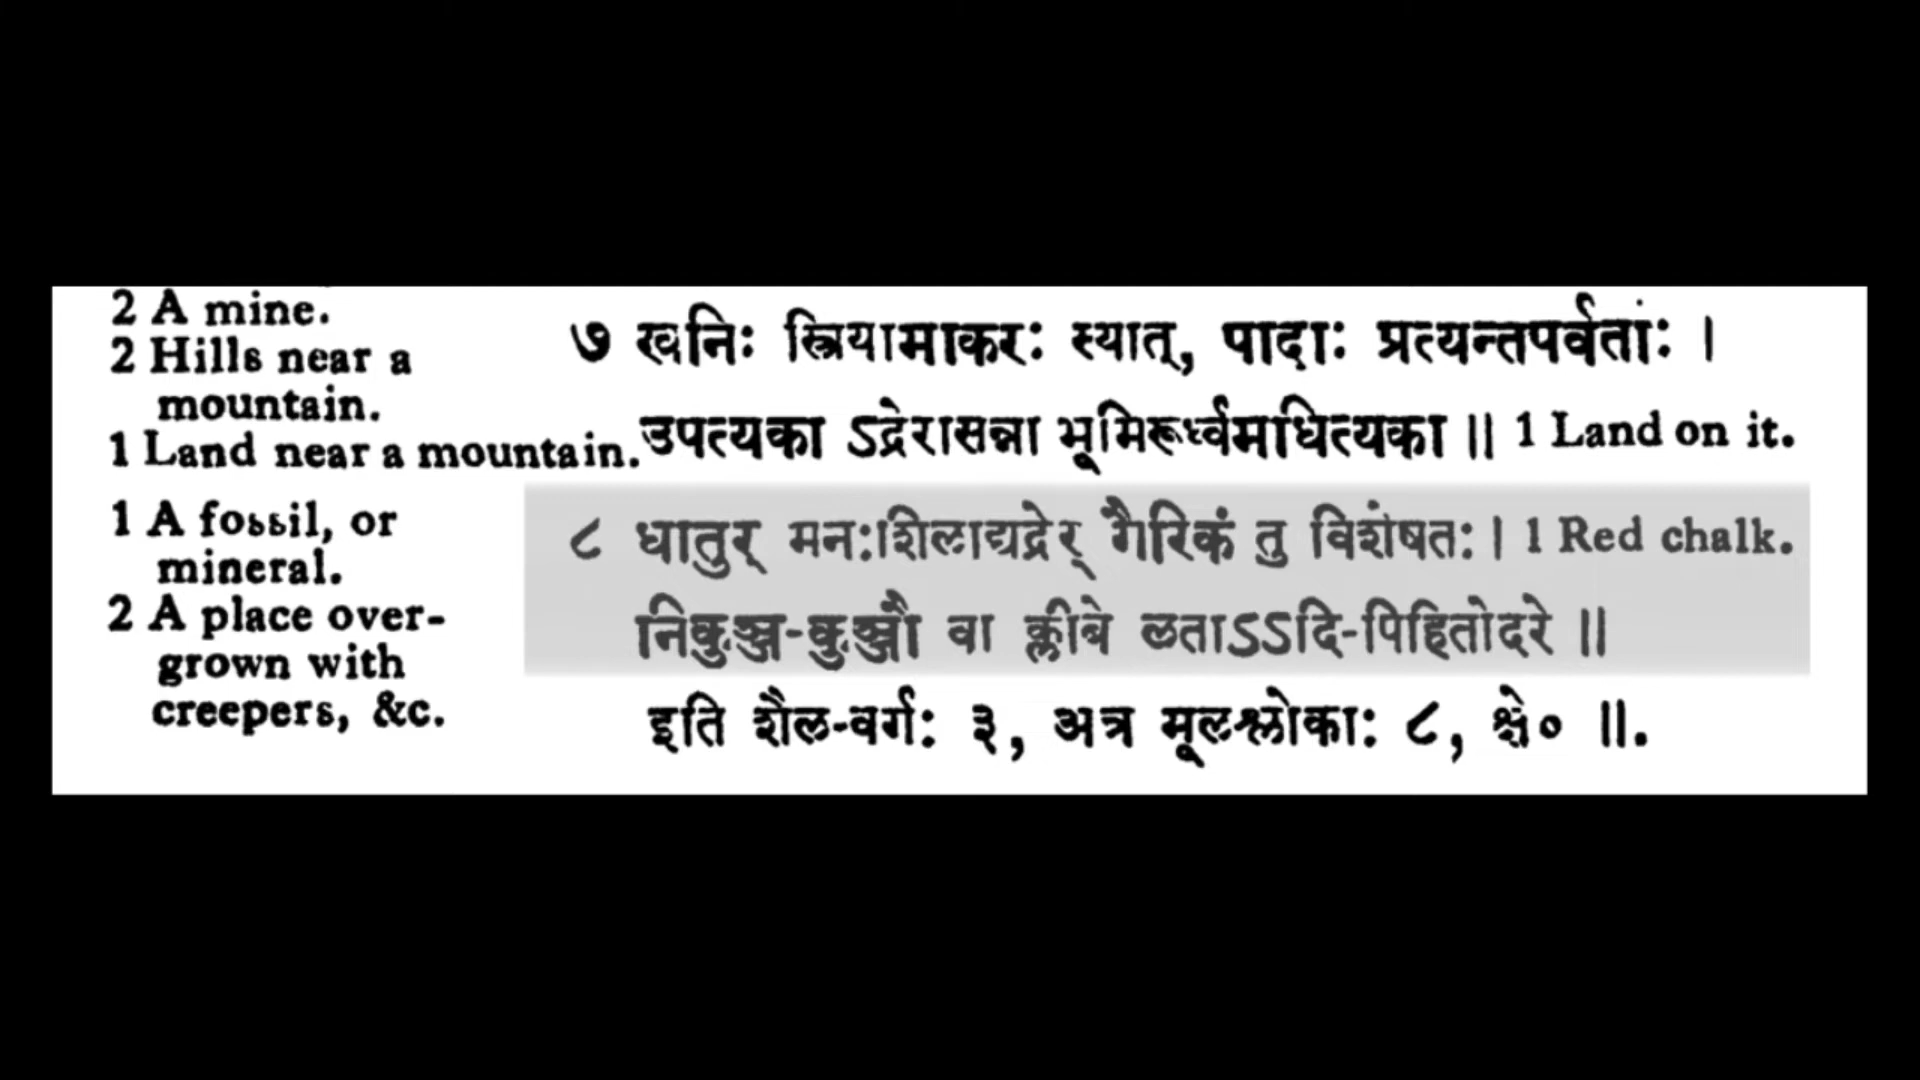 2 A mine.
2 Hills near a
mountain.
1 Land near a mountain.
1 A fossil, or
mineral.
2 A place over-
grown with
creepers, &c.
७ खनिः स्त्रियामाकरः स्यात्, पादाः प्रत्यन्तपर्वताः ।
उपत्यका ऽद्रेरासन्ना भूमिरूर्ध्वमधित्यका ॥ 1 Land on it.
८ धातुर् मनःशिलाद्यद्रेर् गैरिकं तु विशेषतः । 1 Red chalk.
निकुञ्ज-कुञ्जौ वा क्लीबे लताऽऽदि-पिहितोदरे ॥
इति शैल-वर्गः ३, अत्र मूलश्लोकाः ८, क्षे० ॥.